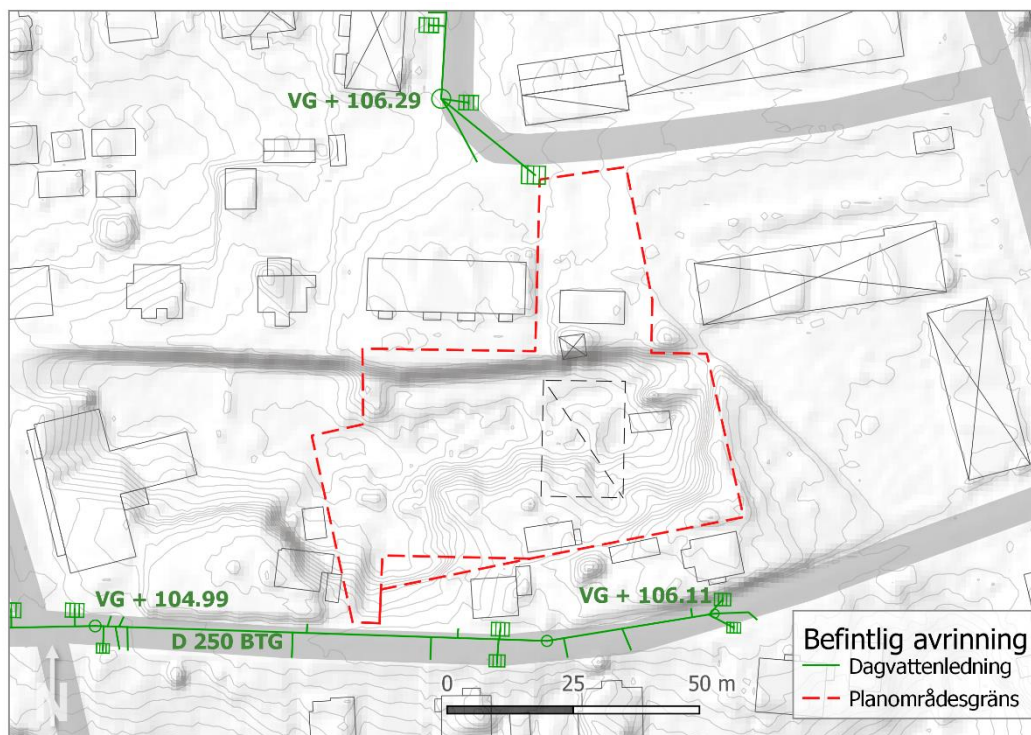 VG + 106.29
VG + 104.99
VG + 106.11
D 250 BTG
0 25 50 m
N
Befintlig avrinning
Dagvattenledning
Planområdesgräns